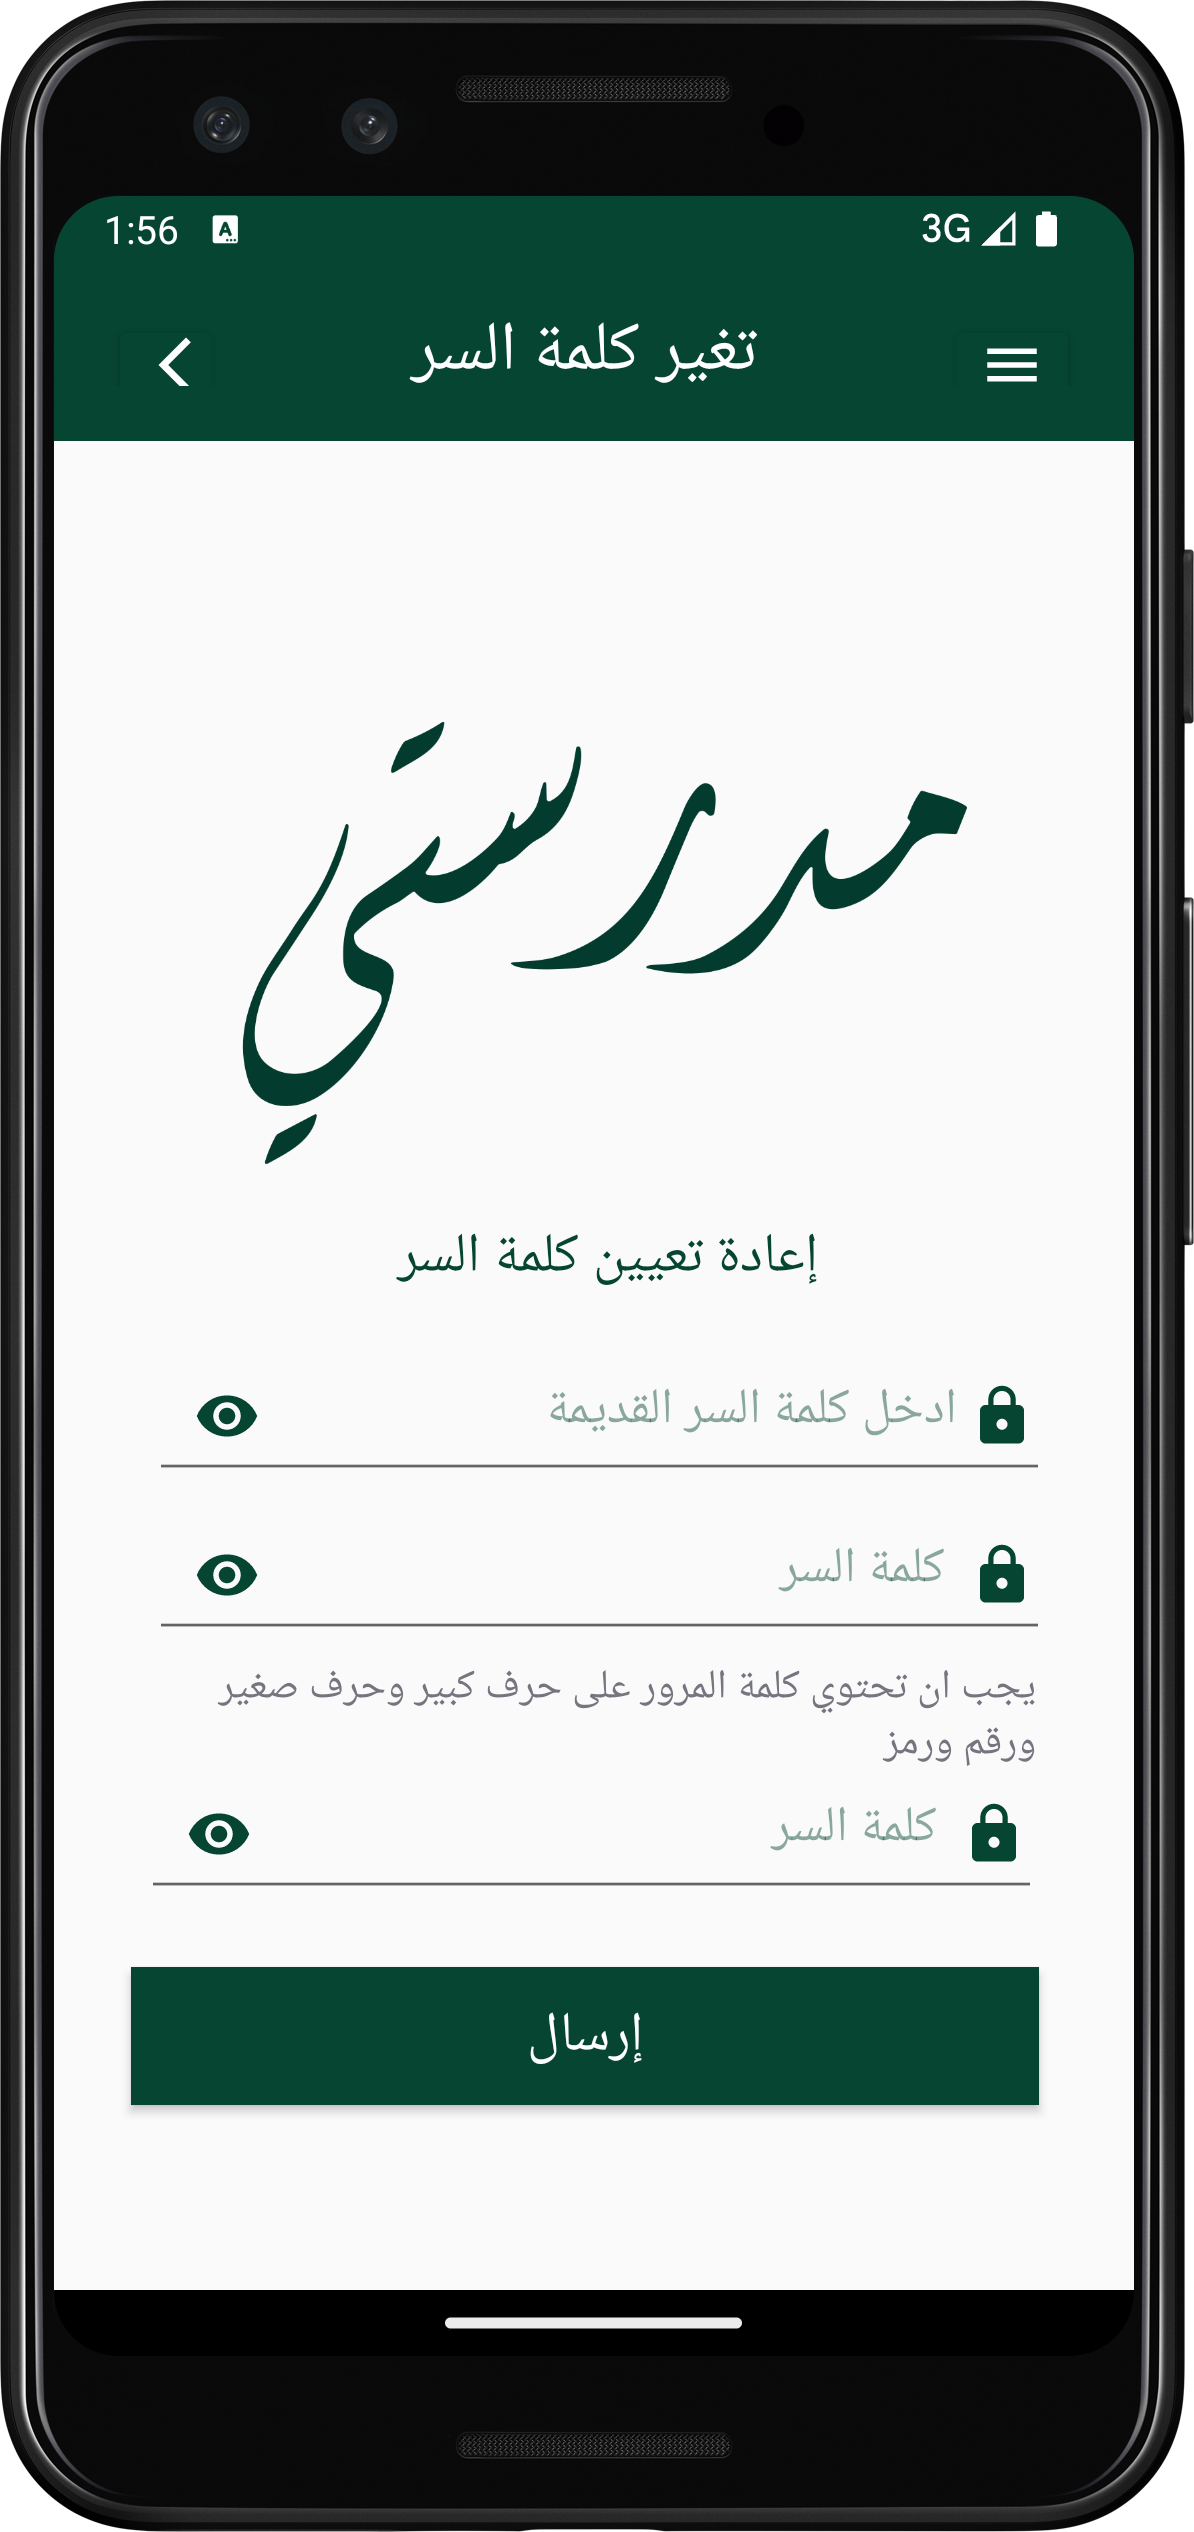 1:56
3G
تغير كلمة السر
مدرستي
إعادة تعيين كلمة السر
ادخل كلمة السر القديمة
كلمة السر
يجب ان تحتوي كلمة المرور على حرف كبير وحرف صغير
ورقم ورمز
كلمة السر
إرسال